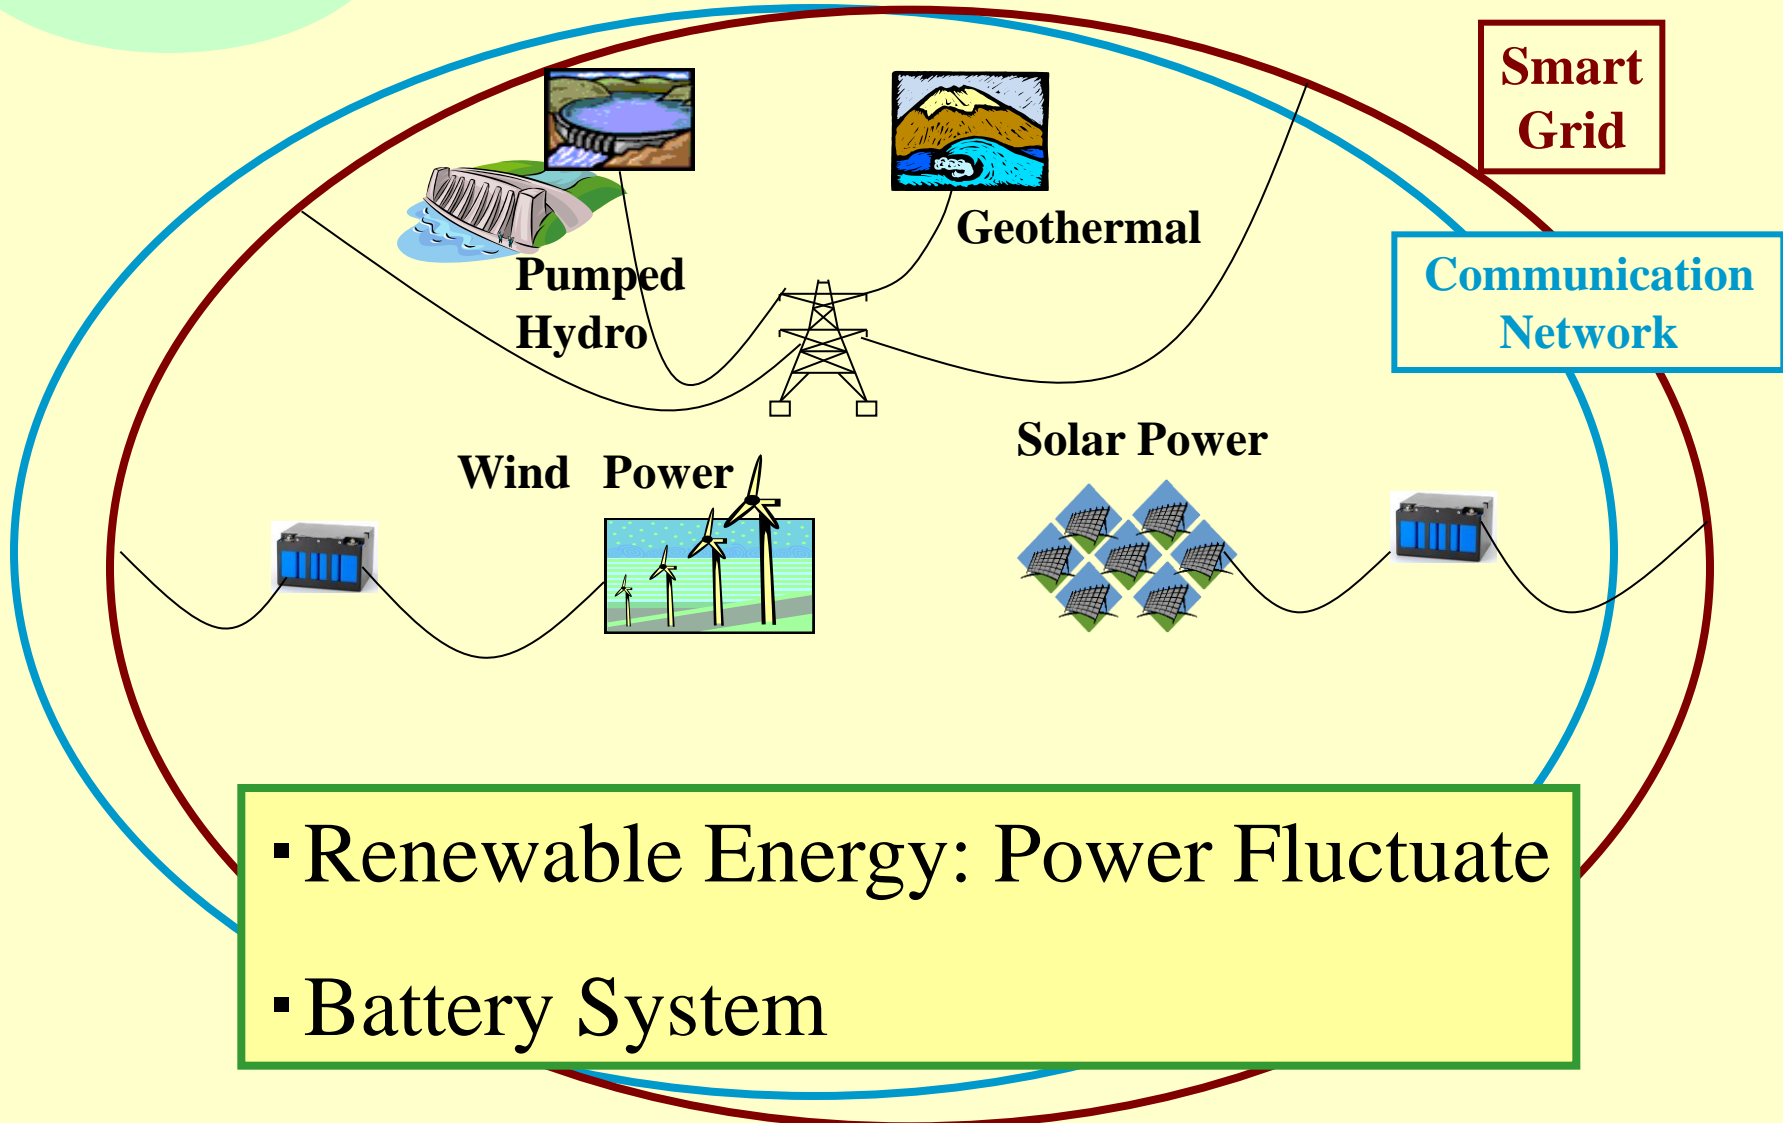 Smart
Grid
Geothermal
Communication
Network
Pumped
Hydro
Solar Power
Wind Power
▪Renewable Energy: Power Fluctuate
▪Battery System